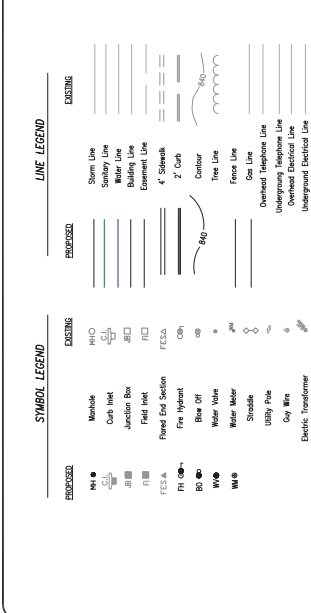 LINE LEGEND
PROPOSED
EXISTING
Storm Line
Sanitary Line
Water Line
Building Line
Easement Line
4' Sidewalk
2' Curb
840
Contour
840
Tree Line
Fence Line
Gas Line
Overhead Telephone Line
Underground Telephone Line
Overhead Electrical Line
Underground Electrical Line
SYMBOL LEGEND
PROPOSED
EXISTING
MH
Manhole
MH
C.I.
Curb Inlet
C.I.
JB
Junction Box
JB
FI
Field Inlet
FI
FES
Flared End Section
FES
FH
Fire Hydrant
BO
Blow Off
WV
Water Valve
WM
Water Meter
Straddle
Utility Pole
Guy Wire
Electric Transformer